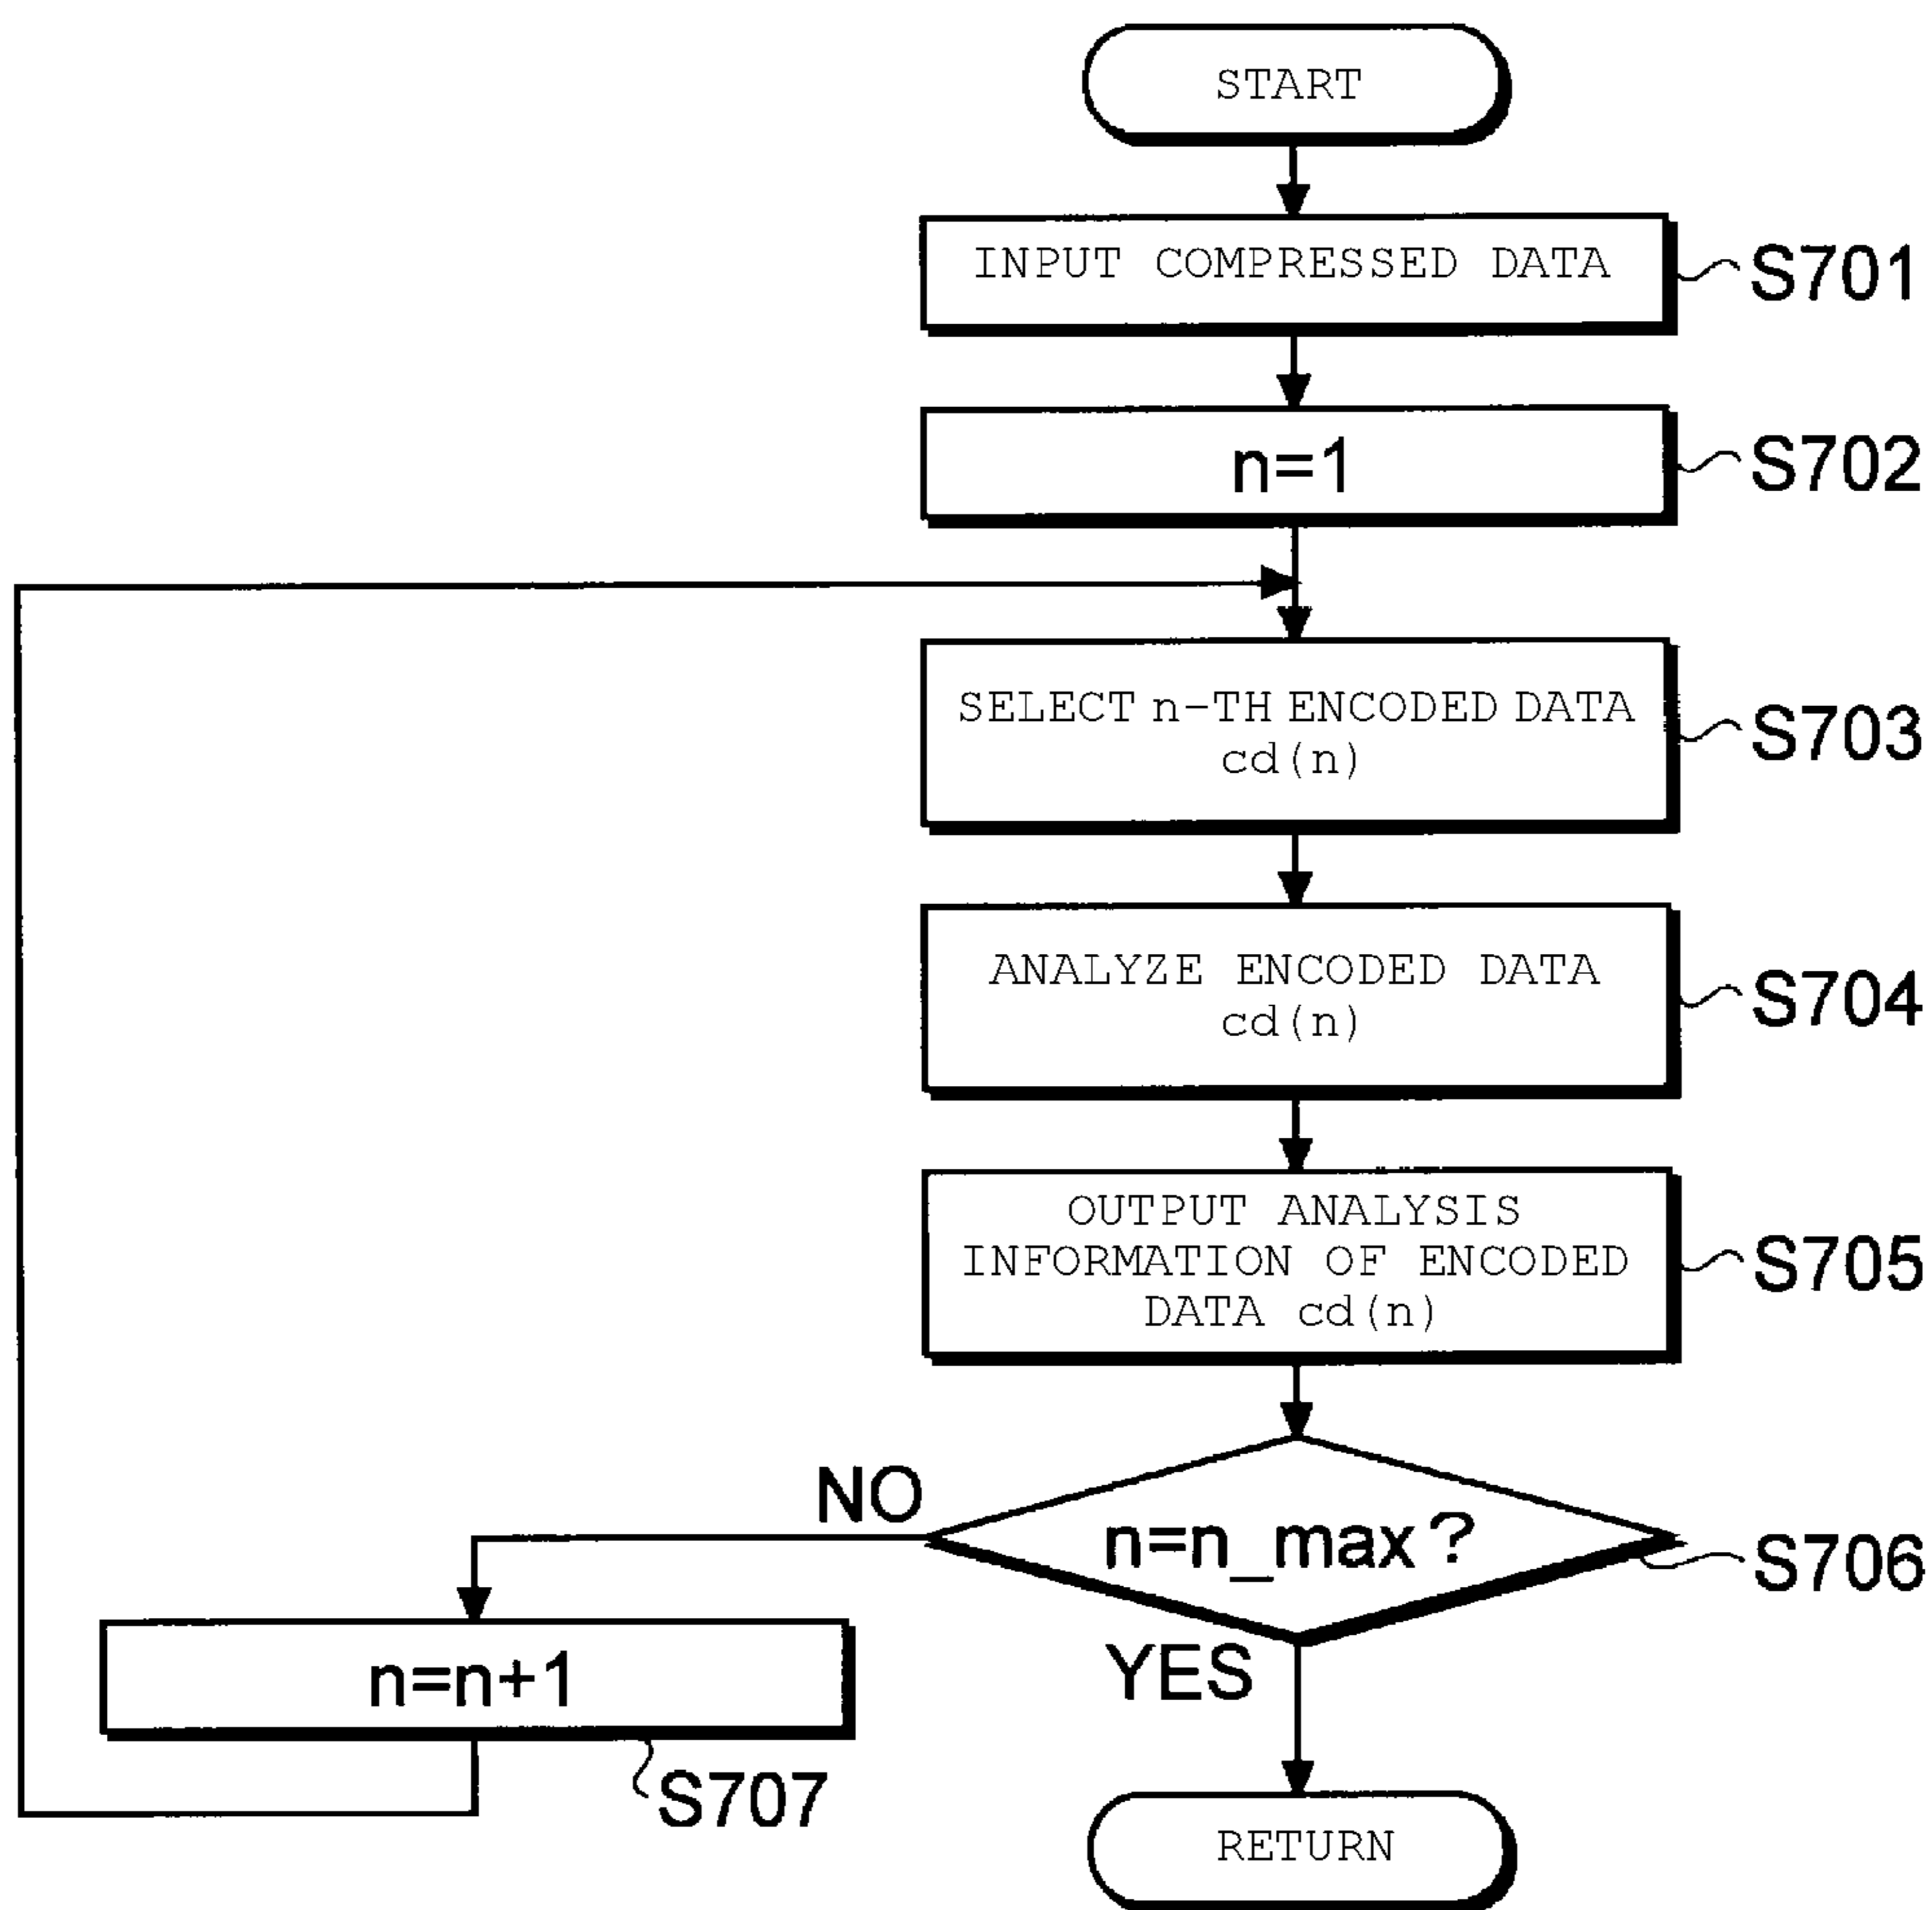 START
INPUT COMPRESSED DATA
S701
n=1
S702
SELECT n-TH ENCODED DATA
cd(n)
S703
ANALYZE ENCODED DATA
cd(n)
S704
OUTPUT ANALYSIS
INFORMATION OF ENCODED
DATA cd(n)
S705
NO
n=n_max?
S706
YES
n=n+1
S707
RETURN